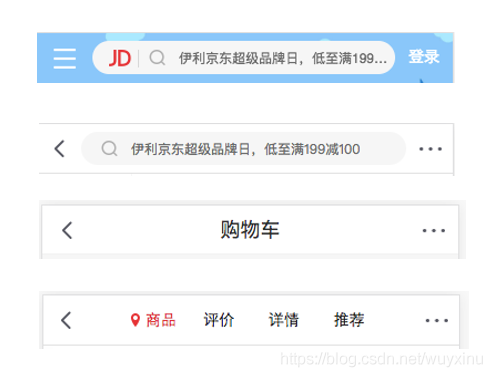 JD 伊利京东超级品牌日，低至满199... 登录
伊利京东超级品牌日，低至满199减100
购物车
商品 评价 详情 推荐
https://blog.csdn.net/wuyxinu